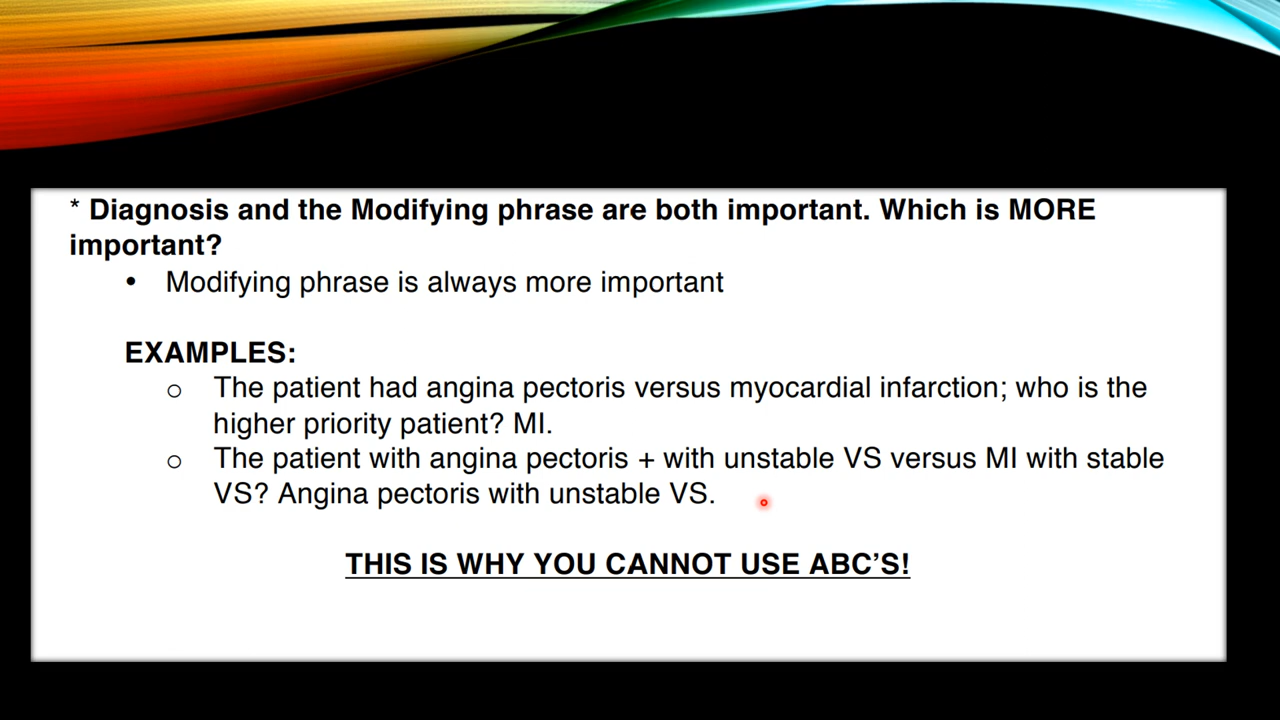 * Diagnosis and the Modifying phrase are both important. Which is MORE
important?
• Modifying phrase is always more important
EXAMPLES:
o The patient had angina pectoris versus myocardial infarction; who is the
higher priority patient? MI.
o The patient with angina pectoris + with unstable VS versus MI with stable
VS? Angina pectoris with unstable VS.
THIS IS WHY YOU CANNOT USE ABC’S!